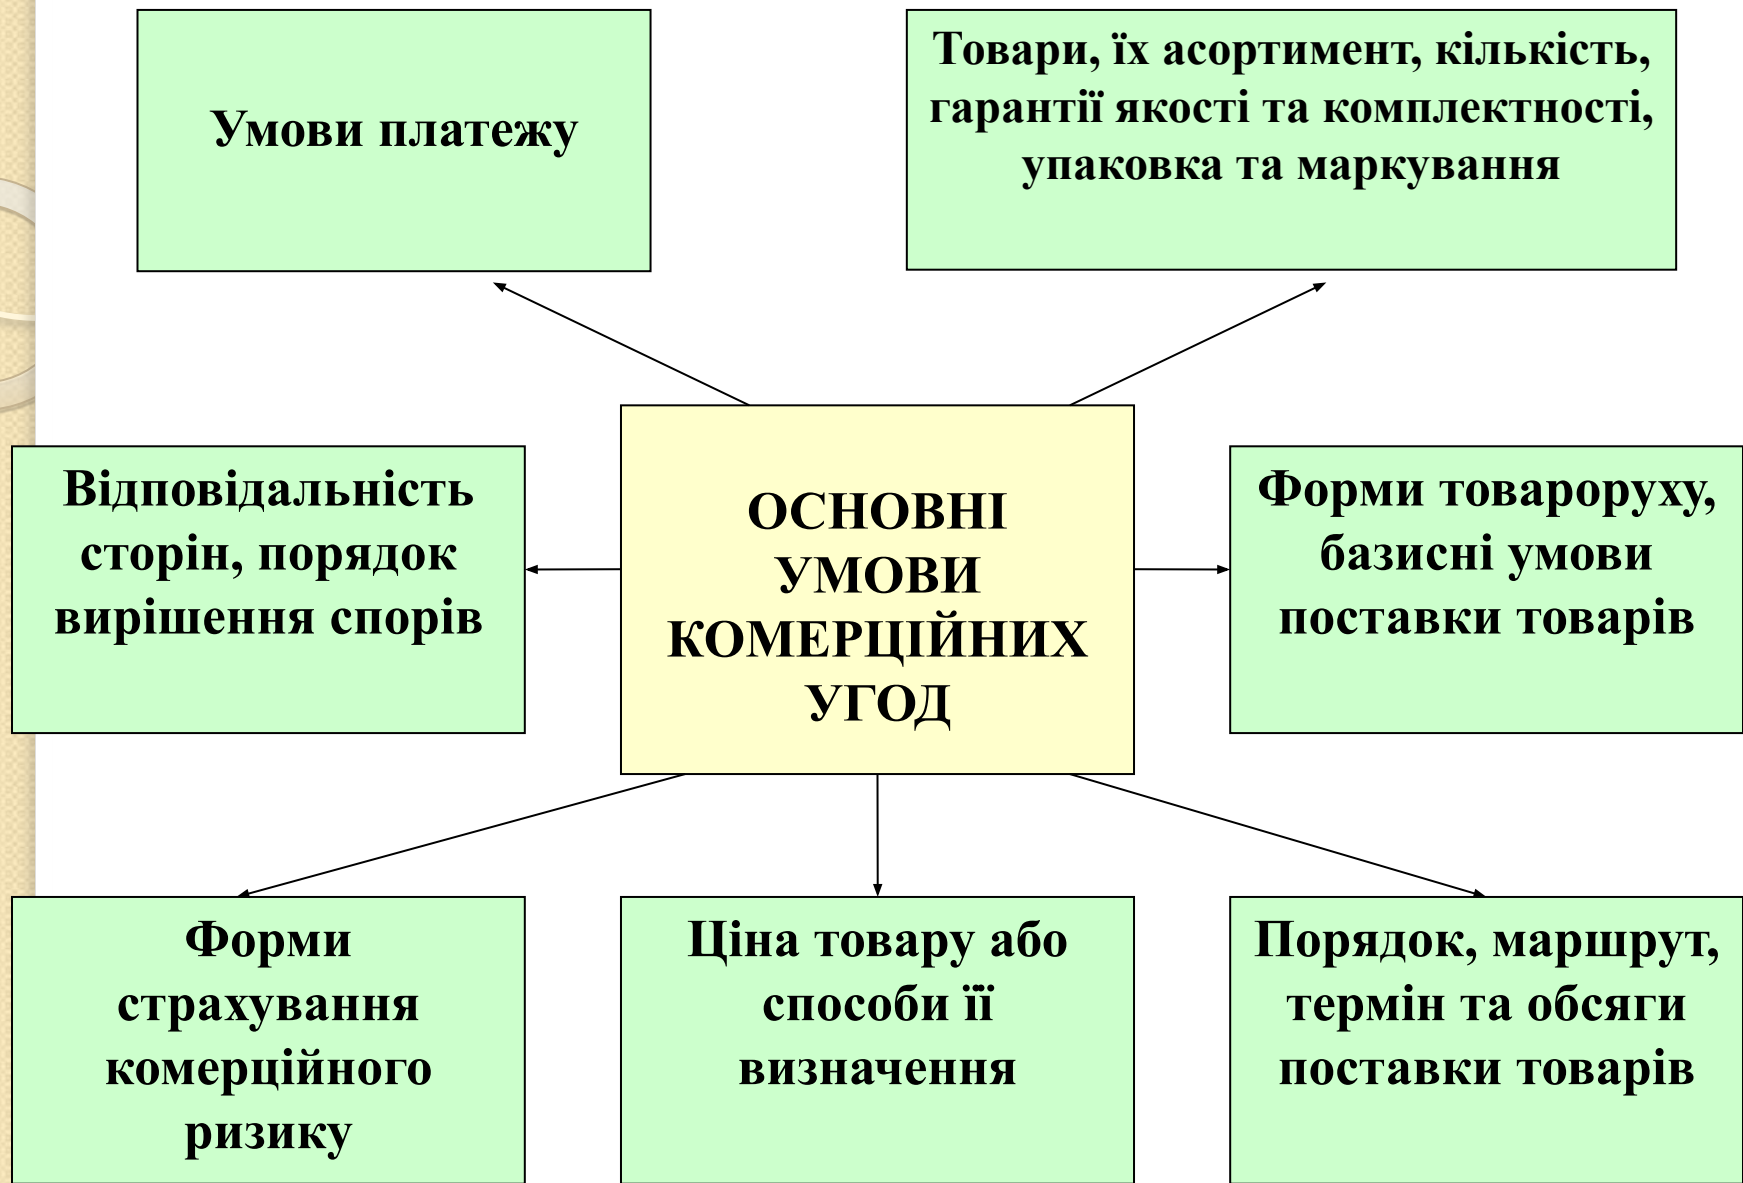 Умови платежу
Товари, їх асортимент, кількість,
гарантії якості та комплектності,
упаковка та маркування
Відповідальність
сторін, порядок
вирішення спорів
ОСНОВНІ
УМОВИ
КОМЕРЦІЙНИХ
УГОД
Форми товароруху,
базисні умови
поставки товарів
Форми
страхування
комерційного
ризику
Ціна товару або
способи її
визначення
Порядок, маршрут,
термін та обсяги
поставки товарів